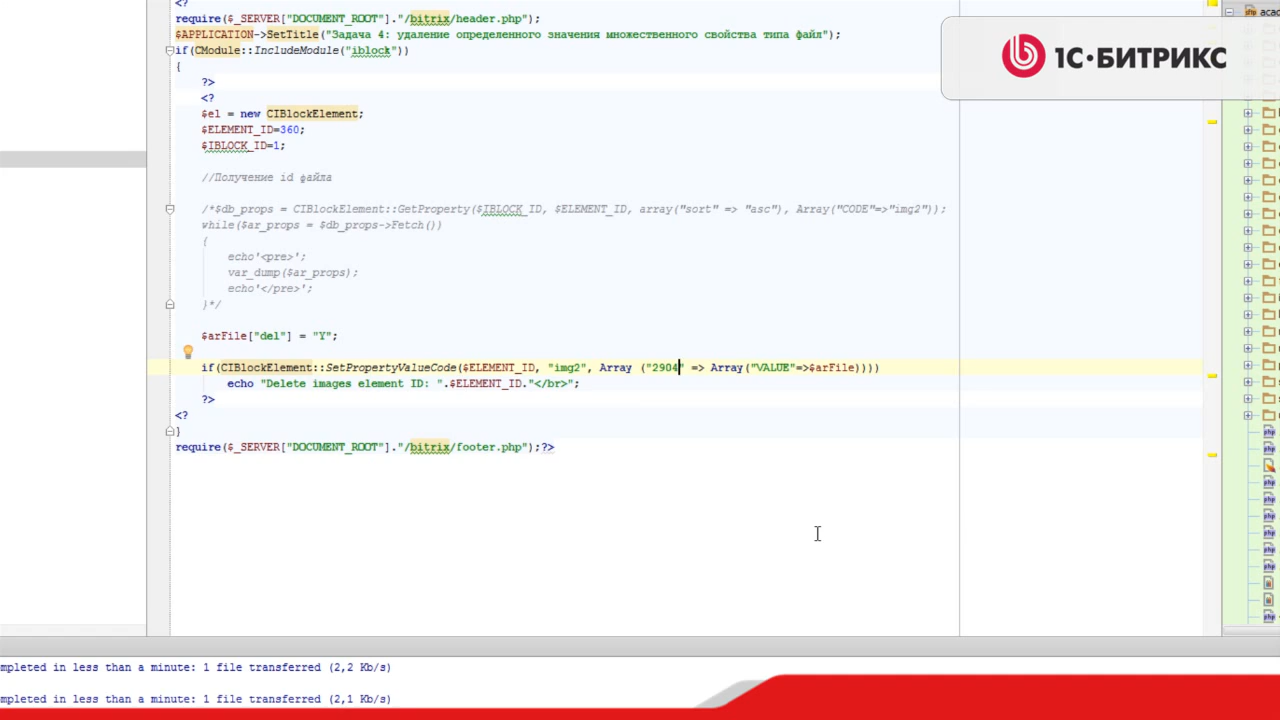 <?
require($_SERVER["DOCUMENT_ROOT"]."/bitrix/header.php");
$APPLICATION->SetTitle("Задача 4: удаление определенного значения множественного свойства типа файл");
if(CModule::IncludeModule("iblock"))
{
?>
<?
$el = new CIBlockElement;
$ELEMENT_ID=360;
$IBLOCK_ID=1;
//Получение id файла
/*$db_props = CIBlockElement::GetProperty($IBLOCK_ID, $ELEMENT_ID, array("sort" => "asc"), Array("CODE"=>"img2"));
while($ar_props = $db_props->Fetch())
{
echo'<pre>';
var_dump($ar_props);
echo'</pre>';
}*/
$arFile["del"] = "Y";
if(CIBlockElement::SetPropertyValueCode($ELEMENT_ID, "img2", Array ("2904" => Array("VALUE"=>$arFile))))
echo "Delete images element ID: ".$ELEMENT_ID."</br>";
?>
<?
}
require($_SERVER["DOCUMENT_ROOT"]."/bitrix/footer.php");?>
1С·БИТРИКС
mpleted in less than a minute: 1 file transferred (2,2 Kb/s)
mpleted in less than a minute: 1 file transferred (2,1 Kb/s)